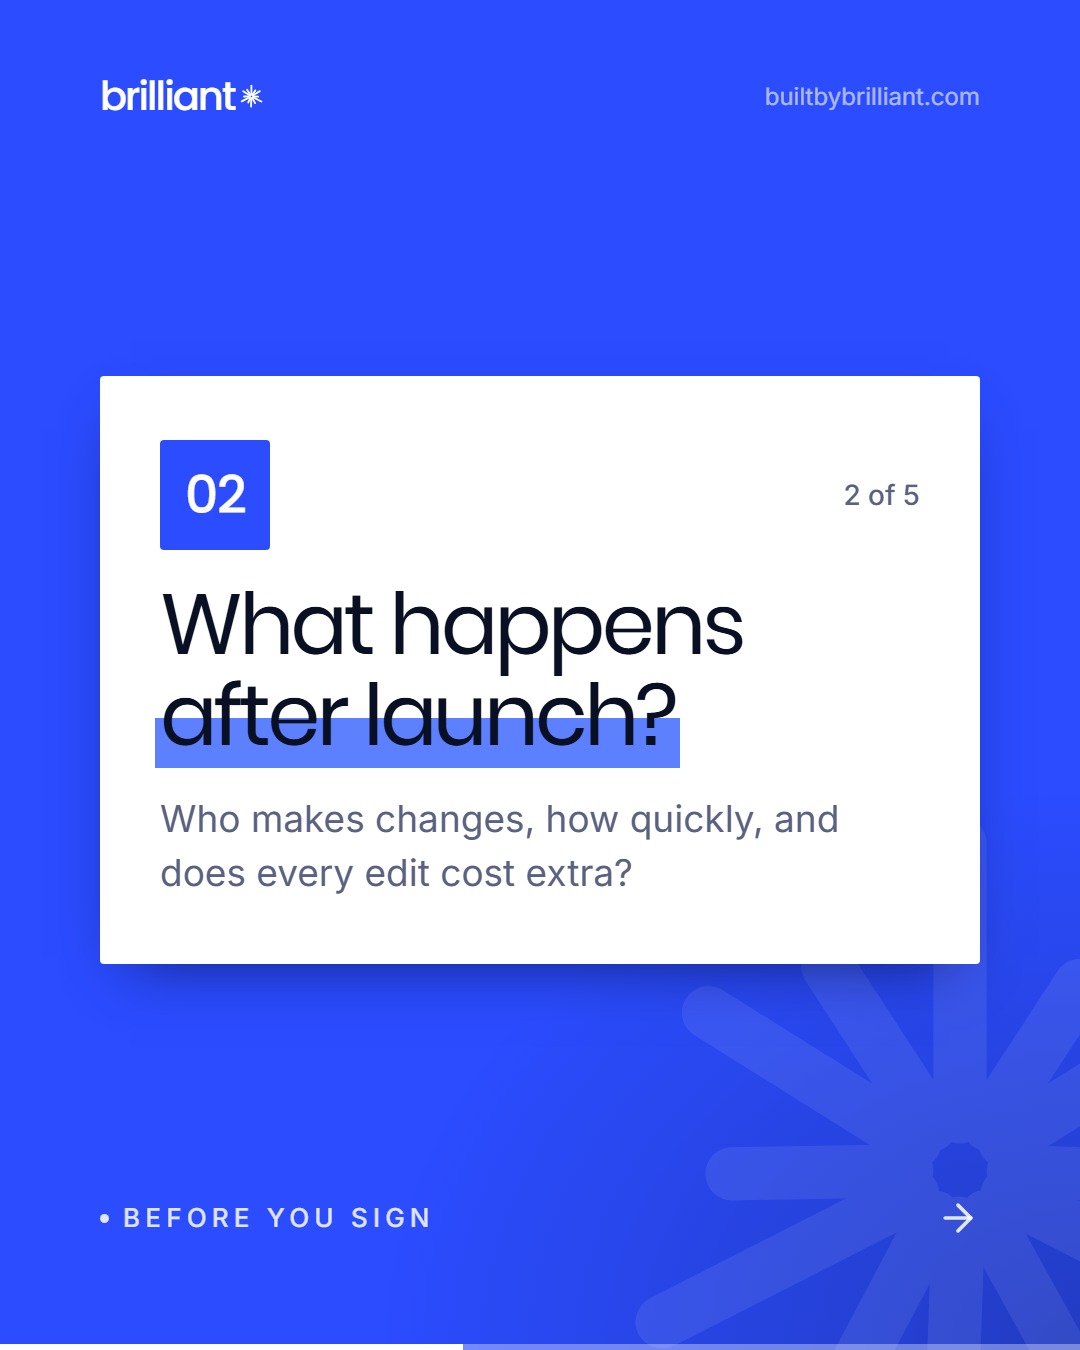 brilliant
builtbybrilliant.com
02
2 of 5
What happens
after launch?
Who makes changes, how quickly, and
does every edit cost extra?
• BEFORE YOU SIGN